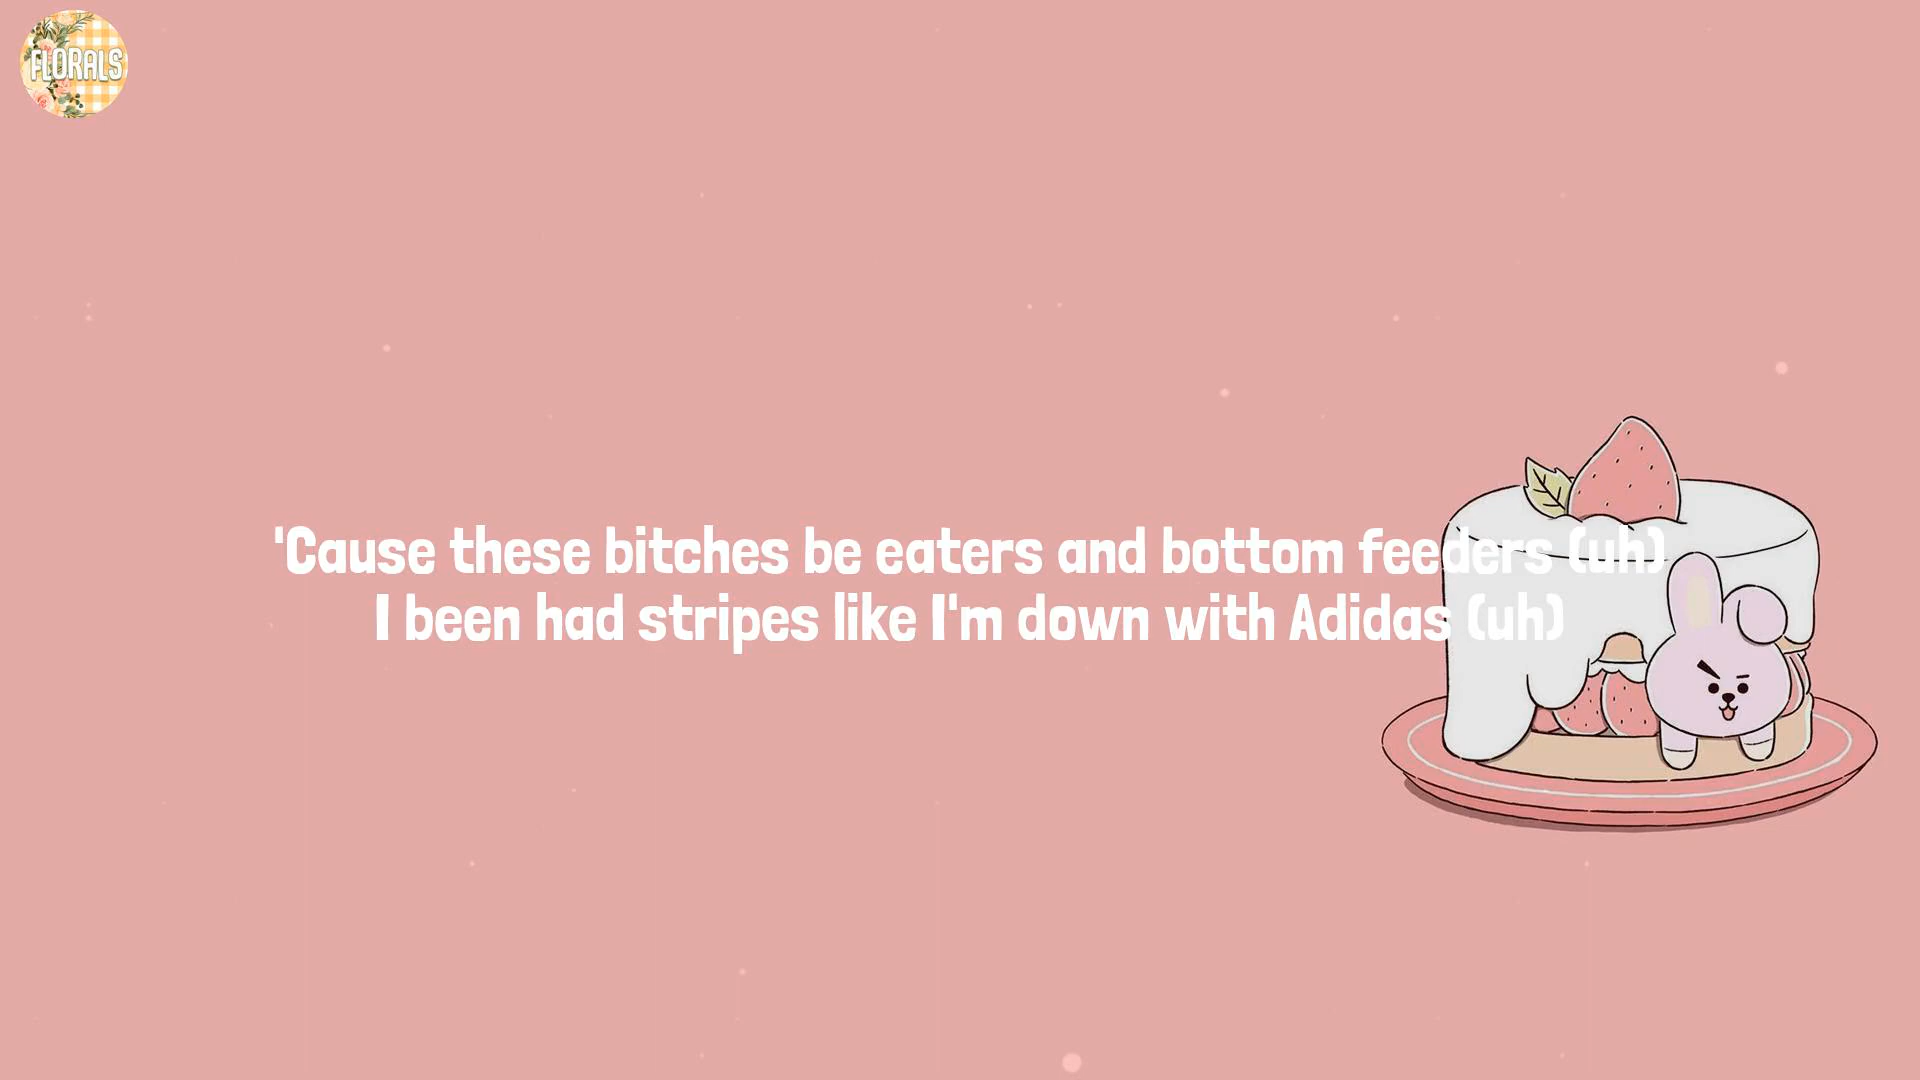 FLORALS
'Cause these bitches be eaters and bottom feeders (uh)
I been had stripes like I'm down with Adidas (uh)